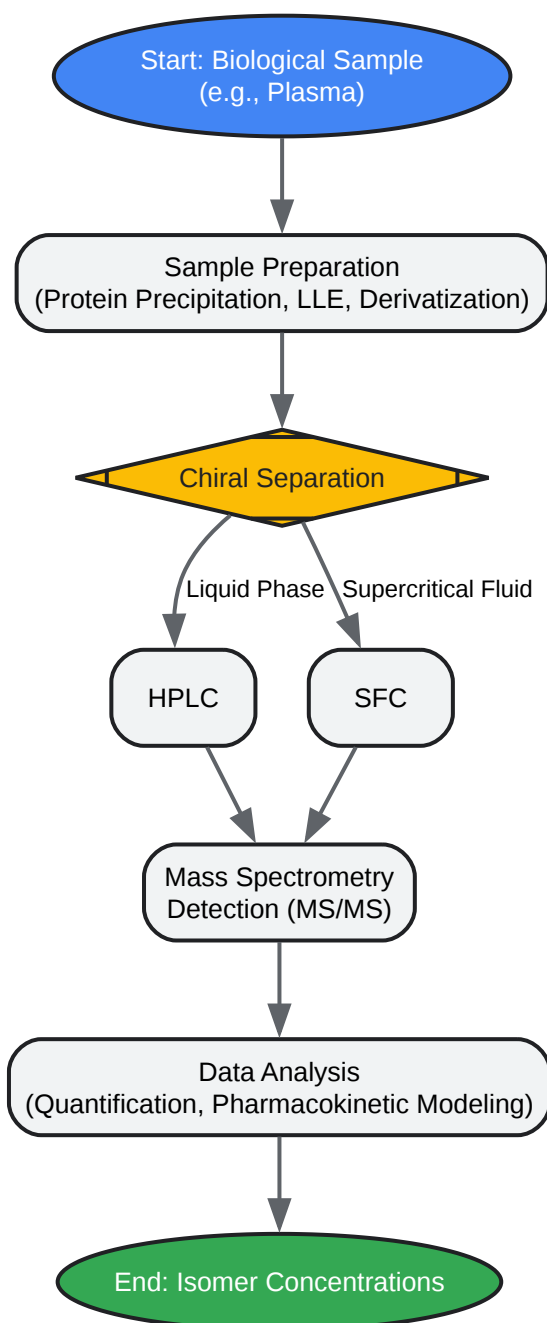 Start: Biological Sample
(e.g., Plasma)
Sample Preparation
(Protein Precipitation, LLE, Derivatization)
Chiral Separation
Liquid Phase
Supercritical Fluid
HPLC
SFC
Mass Spectrometry
Detection (MS/MS)
Data Analysis
(Quantification, Pharmacokinetic Modeling)
End: Isomer Concentrations